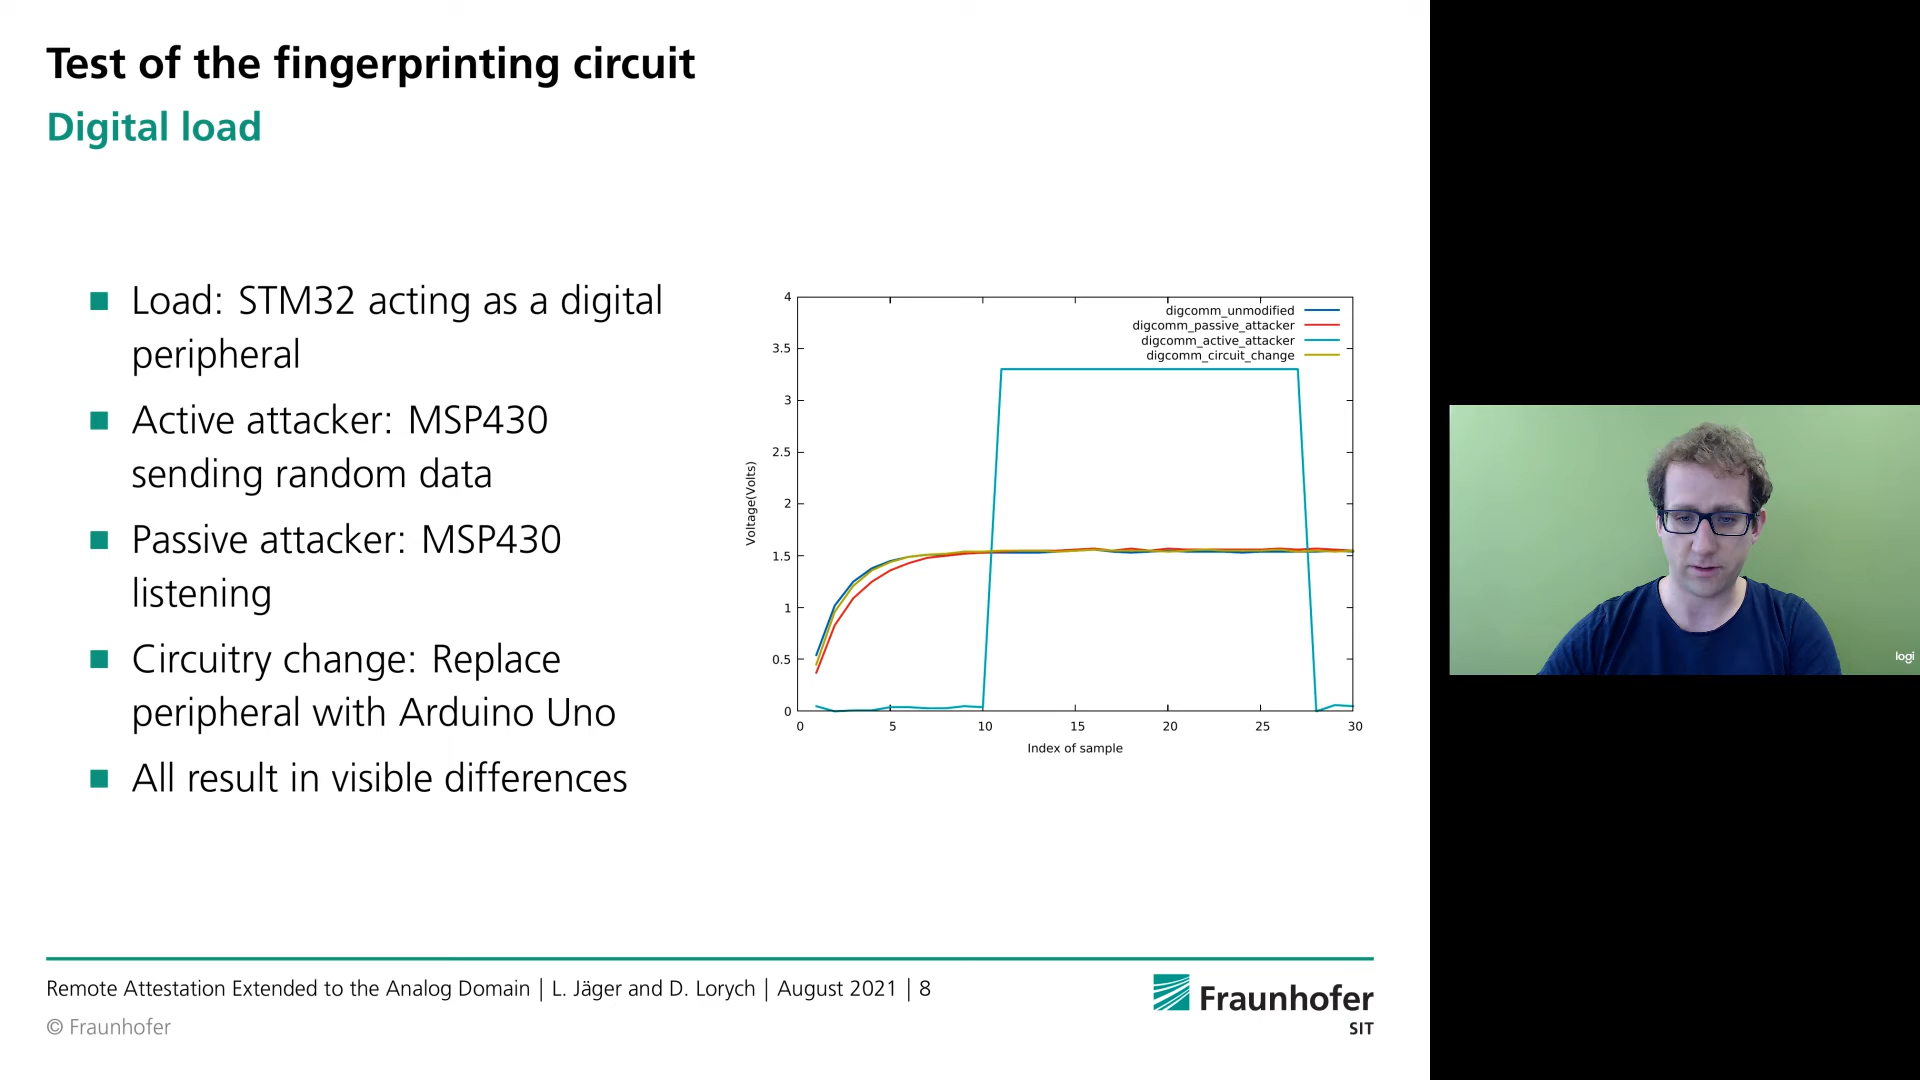 Test of the fingerprinting circuit
Digital load
Load: STM32 acting as a digital
peripheral
Active attacker: MSP430
sending random data
Passive attacker: MSP430
listening
Circuitry change: Replace
peripheral with Arduino Uno
All result in visible differences
digcomm_unmodified
digcomm_passive_attacker
digcomm_active_attacker
digcomm_circuit_change
4
3.5
3
2.5
2
1.5
1
0.5
0
Voltage(Volts)
0 5 10 15 20 25 30
Index of sample
logi
Remote Attestation Extended to the Analog Domain | L. Jäger and D. Lorych | August 2021 | 8
© Fraunhofer
Fraunhofer
SIT